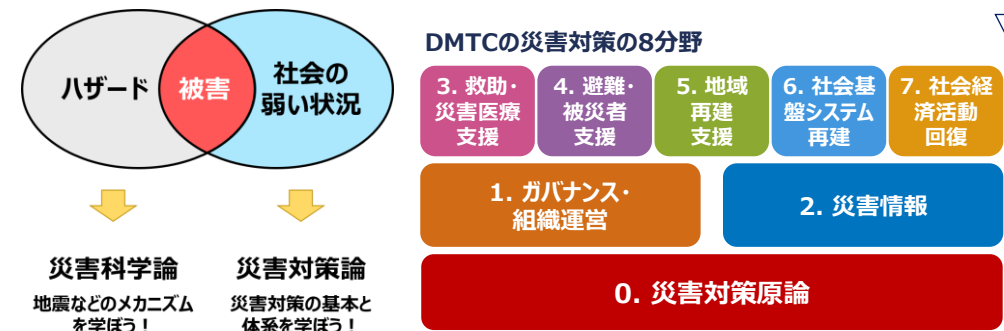 ハザード
被害
社会の
弱い状況
災害科学論
地震などのメカニズム
を学ぼう！
災害対策論
災害対策の基本と
体系を学ぼう！
DMTCの災害対策の8分野
3. 救助・
災害医療
支援
4. 避難・
被災者
支援
5. 地域
再建
支援
6. 社会基
盤システム
再建
7. 社会経
済活動
回復
1. ガバナンス・
組織運営
2. 災害情報
0. 災害対策原論